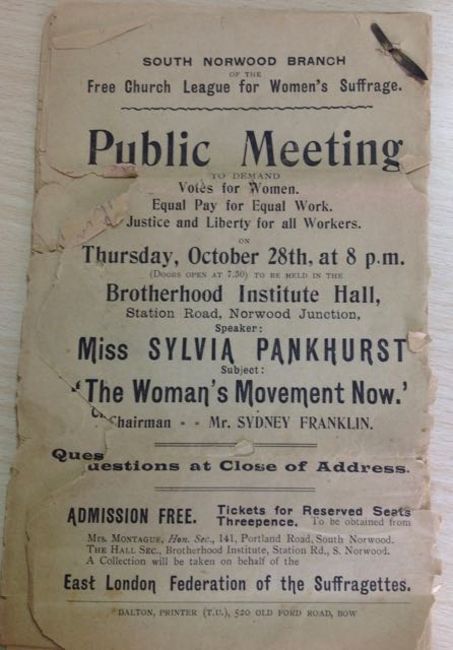 SOUTH NORWOOD BRANCH
OF THE
Free Church League for Women's Suffrage.
Public Meeting
TO DEMAND
Votes for Women.
Equal Pay for Equal Work.
Justice and Liberty for all Workers.
ON
Thursday, October 28th, at 8 p.m.
(DOORS OPEN AT 7.30) TO BE HELD IN THE
Brotherhood Institute Hall,
Station Road, Norwood Junction,
Speaker:
Miss SYLVIA PANKHURST
Subject:
'The Woman's Movement Now.'
Chairman - - Mr. SYDNEY FRANKLIN.
Ques
uestions at Close of Address.
ADMISSION FREE. Tickets for Reserved Seats
Threepence. To be obtained from
MRS. MONTAGUE, Hon. Sec., 141, Portland Road, South Norwood.
THE HALL SEC., Brotherhood Institute, Station Rd., S. Norwood.
A Collection will be taken on behalf of the
East London Federation of the Suffragettes.
DALTON, PRINTER (T.U.), 520 OLD FORD ROAD, BOW